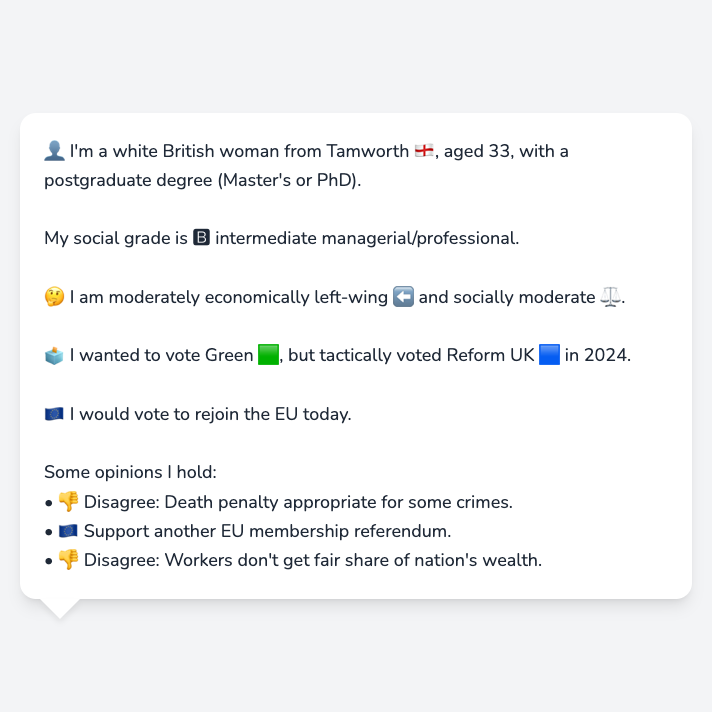 👤 I'm a white British woman from Tamworth 🏴󠁧󠁢󠁥󠁮󠁧󠁿, aged 33, with a
postgraduate degree (Master's or PhD).
My social grade is 🅱 intermediate managerial/professional.
🤔 I am moderately economically left-wing ⬅️ and socially moderate ⚖️.
🗳️ I wanted to vote Green 🟩, but tactically voted Reform UK 🟦 in 2024.
🇪🇺 I would vote to rejoin the EU today.
Some opinions I hold:
• 👎 Disagree: Death penalty appropriate for some crimes.
• 🇪🇺 Support another EU membership referendum.
• 👎 Disagree: Workers don't get fair share of nation's wealth.